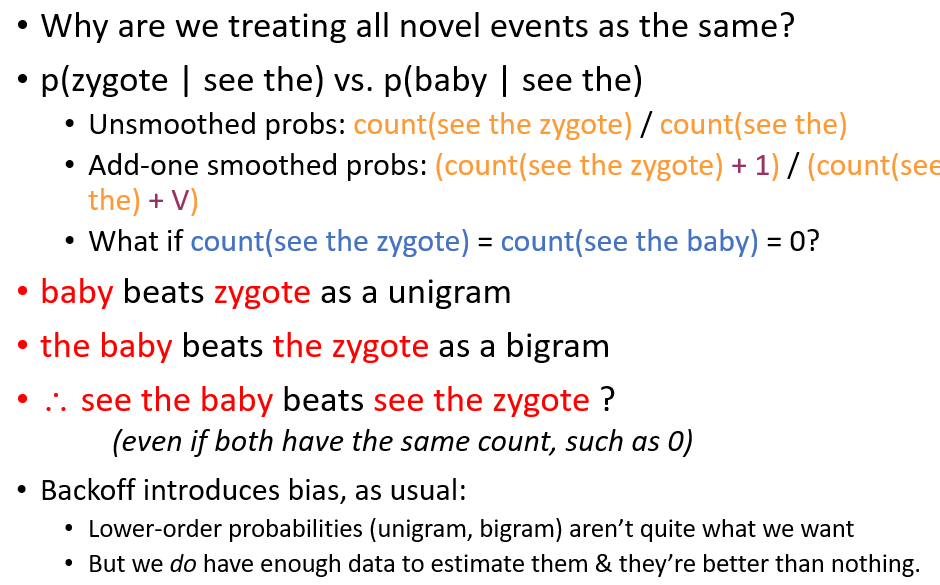 • Why are we treating all novel events as the same?
• p(zygote | see the) vs. p(baby | see the)
• Unsmoothed probs: count(see the zygote) / count(see the)
• Add-one smoothed probs: (count(see the zygote) + 1) / (count(see
the) + V)
• What if count(see the zygote) = count(see the baby) = 0?
• baby beats zygote as a unigram
• the baby beats the zygote as a bigram
• ∴ see the baby beats see the zygote ?
(even if both have the same count, such as 0)
• Backoff introduces bias, as usual:
• Lower-order probabilities (unigram, bigram) aren’t quite what we want
• But we do have enough data to estimate them & they’re better than nothing.